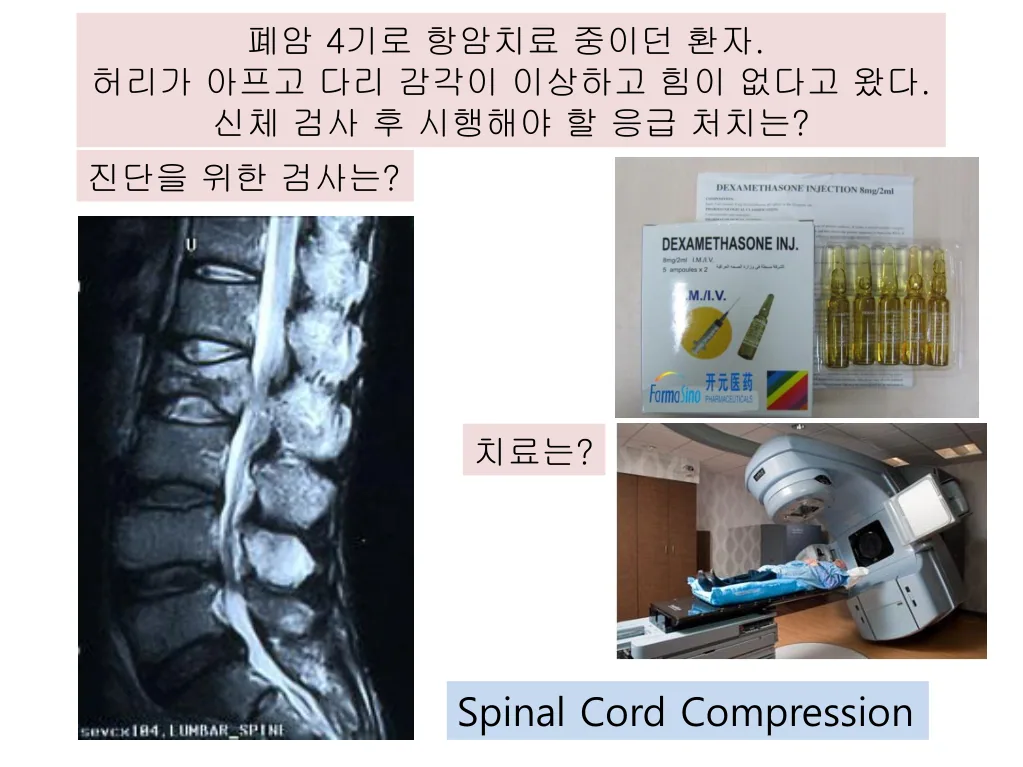 폐암 4기로 항암치료 중이던 환자.
허리가 아프고 다리 감각이 이상하고 힘이 없다고 왔다.
신체 검사 후 시행해야 할 응급 처치는?
진단을 위한 검사는?
U
sevcx104,LUMBAR_SPINE
DEXAMETHASONE INJECTION 8mg/2ml
DEXAMETHASONE INJ.
8mg/2ml I.M./I.V.
5 ampoules x 2
I.M./I.V.
FarmaSino 开元医药
PHARMACEUTICALS
치료는?
Spinal Cord Compression